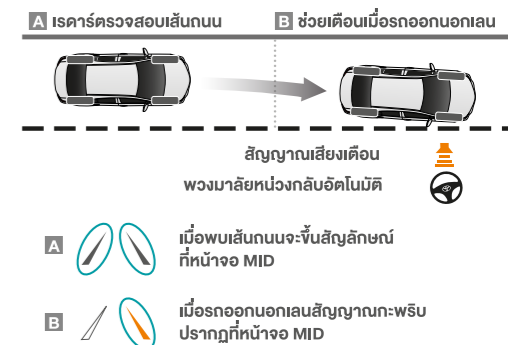 A เรดาร์ตรวจสอบเส้นถนน
B ช่วยเตือนเมื่อรถออกนอกเลน
สัญญาณเสียงเตือน
พวงมาลัยหน่วงกลับอัตโนมัติ
A เมื่อพบเส้นถนนจะขึ้นสัญลักษณ์
ที่หน้าจอ MID
B เมื่อรถออกนอกเลนสัญญาณกะพริบ
ปรากฏที่หน้าจอ MID